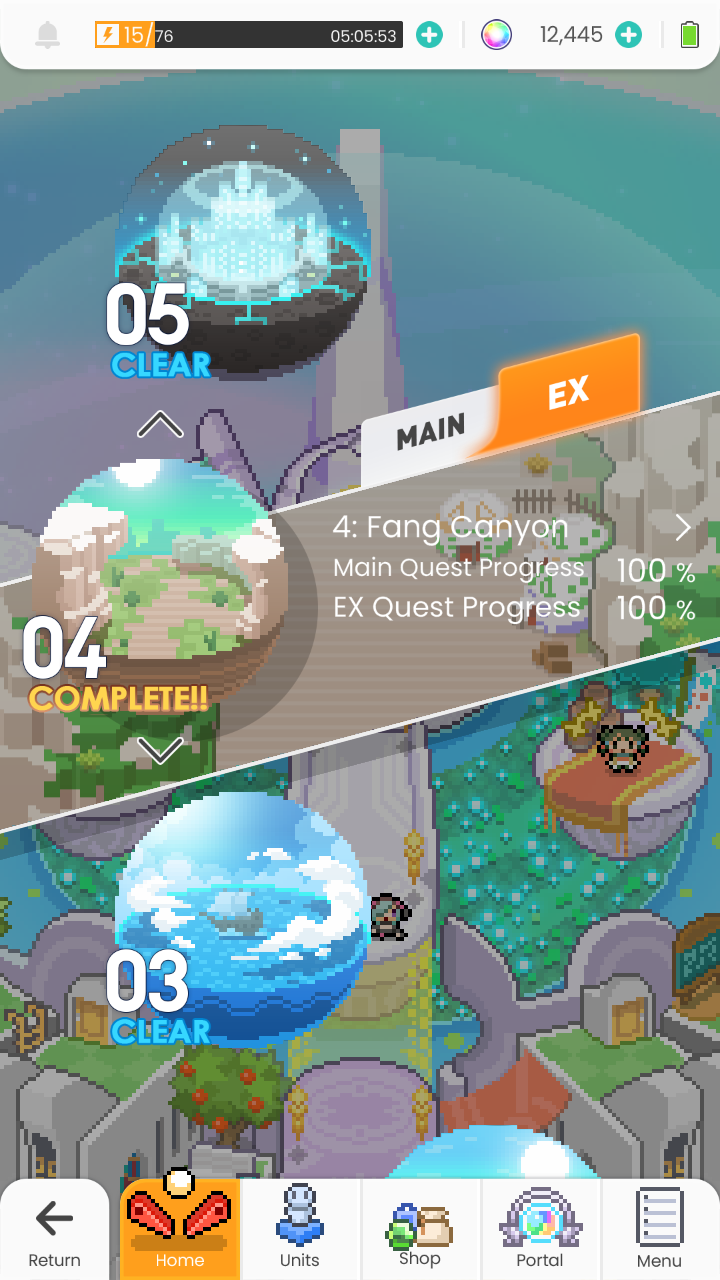 15/76
05:05:53
12,445
05
CLEAR
MAIN
EX
4: Fang Canyon
Main Quest Progress 100 %
EX Quest Progress 100 %
04
COMPLETE!!
03
CLEAR
Return
Home
Units
Shop
Portal
Menu